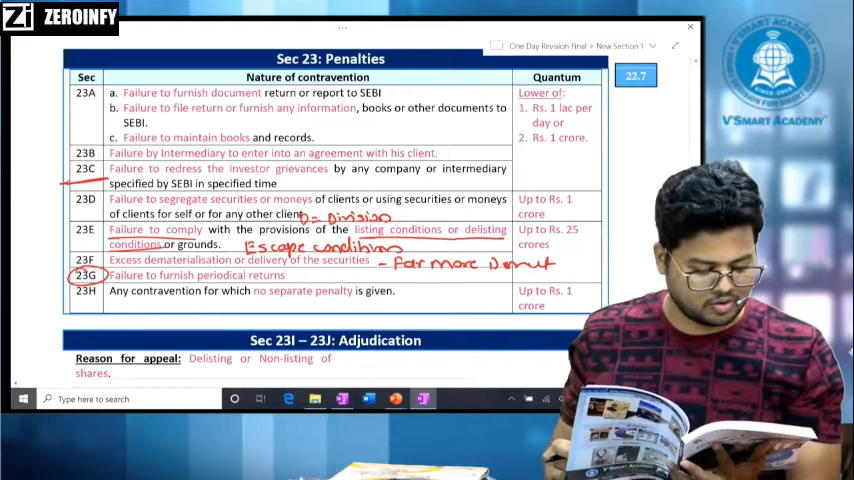 Zi ZEROINFY
One Day Revision Final > New Section 1
Sec 23: Penalties
22.7
Sec Nature of contravention Quantum
23A a. Failure to furnish document return or report to SEBI
b. Failure to file return or furnish any information, books or other documents to
SEBI.
c. Failure to maintain books and records.
Lower of:
1. Rs. 1 lac per
day or
2. Rs. 1 crore.
23B Failure by Intermediary to enter into an agreement with his client.
23C Failure to redress the investor grievances by any company or intermediary
specified by SEBI in specified time
23D Failure to segregate securities or moneys of clients or using securities or moneys
of clients for self or for any other client
D = Division
Up to Rs. 1
crore
23E Failure to comply with the provisions of the listing conditions or delisting
conditions or grounds.
Escape conditions
Up to Rs. 25
crores
23F Excess dematerialisation or delivery of the securities
- For more Demat
23G Failure to furnish periodical returns
23H Any contravention for which no separate penalty is given.
Up to Rs. 1
crore
Sec 23I – 23J: Adjudication
Reason for appeal: Delisting or Non-listing of
shares.
Type here to search
V'SMART ACADEMY
SINCE-2009
V'SMART ACADEMY